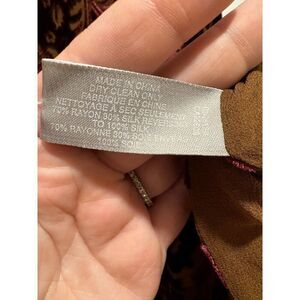 MADE IN CHINA
DRY CLEAN ONLY
FABRIQUE EN CHINE
NETTOYAGE A SEC SEULEMENT
70% RAYON 30% SILK REVERSES
TO 100% SILK
70% RAYONNE 30% SOIE
100% SOIE